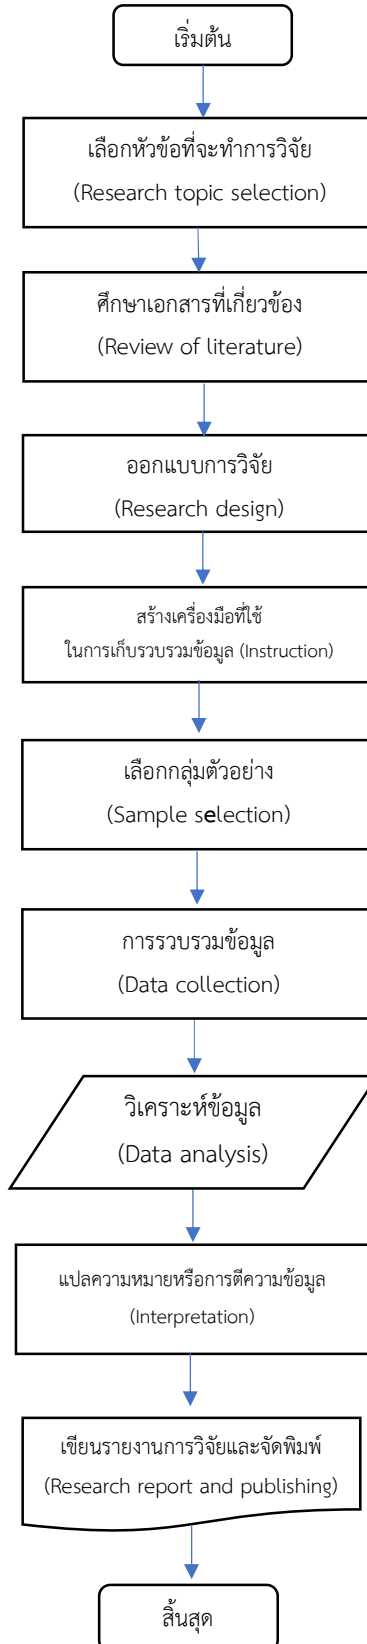 เริ่มต้น
เลือกหัวข้อที่จะทำการวิจัย
(Research topic selection)
ศึกษาเอกสารที่เกี่ยวข้อง
(Review of literature)
ออกแบบการวิจัย
(Research design)
สร้างเครื่องมือที่ใช้
ในการเก็บรวบรวมข้อมูล (Instruction)
เลือกกลุ่มตัวอย่าง
(Sample selection)
การรวบรวมข้อมูล
(Data collection)
วิเคราะห์ข้อมูล
(Data analysis)
แปลความหมายหรือการตีความข้อมูล
(Interpretation)
เขียนรายงานการวิจัยและจัดพิมพ์
(Research report and publishing)
สิ้นสุด